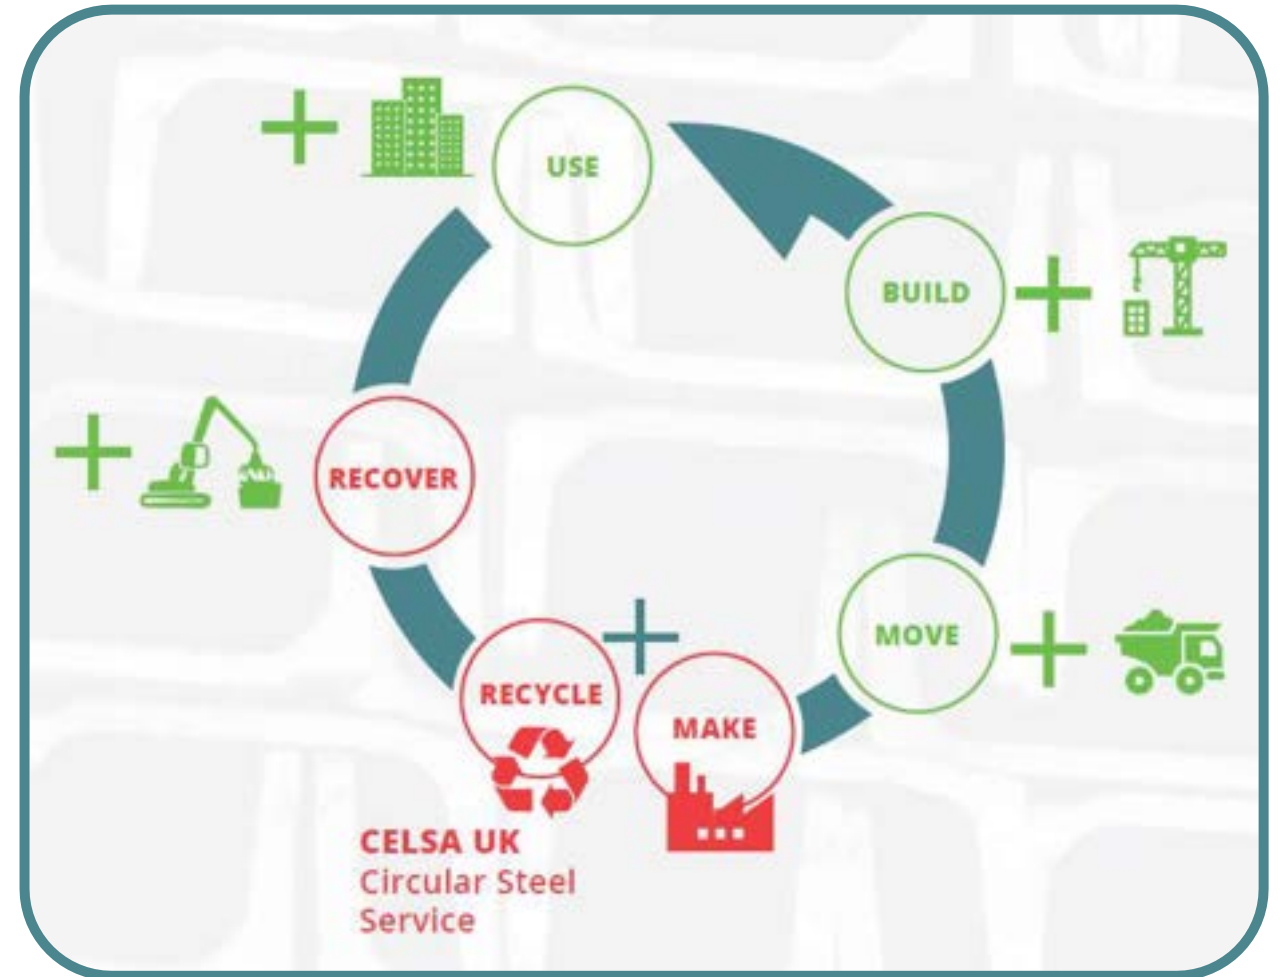 USE
BUILD
RECOVER
MOVE
RECYCLE
MAKE
CELSA UK
Circular Steel
Service